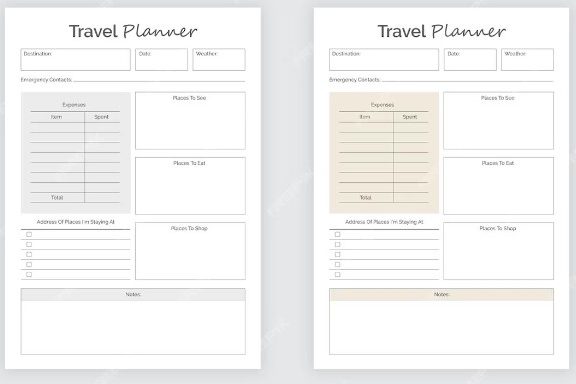 Travel Planner
Destination:
Date:
Weather:
Emergency Contacts:
Expenses
Item
Spent
Total
Places To See
Places To Eat
Address Of Places I'm Staying At
Places To Shop
Notes:
Travel Planner
Destination:
Date:
Weather:
Emergency Contacts:
Expenses
Item
Spent
Total
Places To See
Places To Eat
Address Of Places I'm Staying At
Places To Shop
Notes: